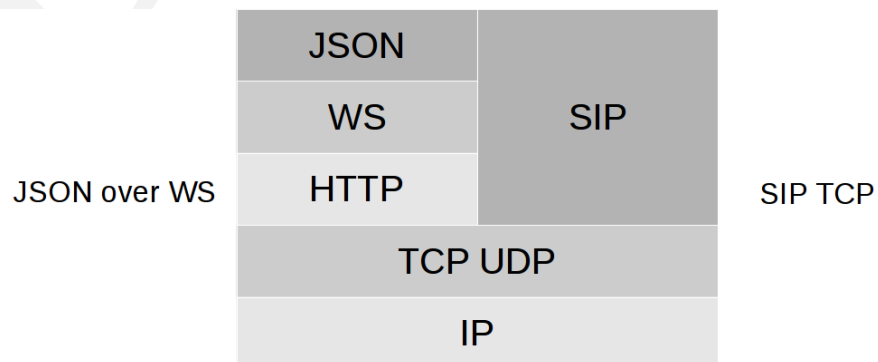 JSON
WS
SIP
JSON over WS
HTTP
SIP TCP
TCP UDP
IP